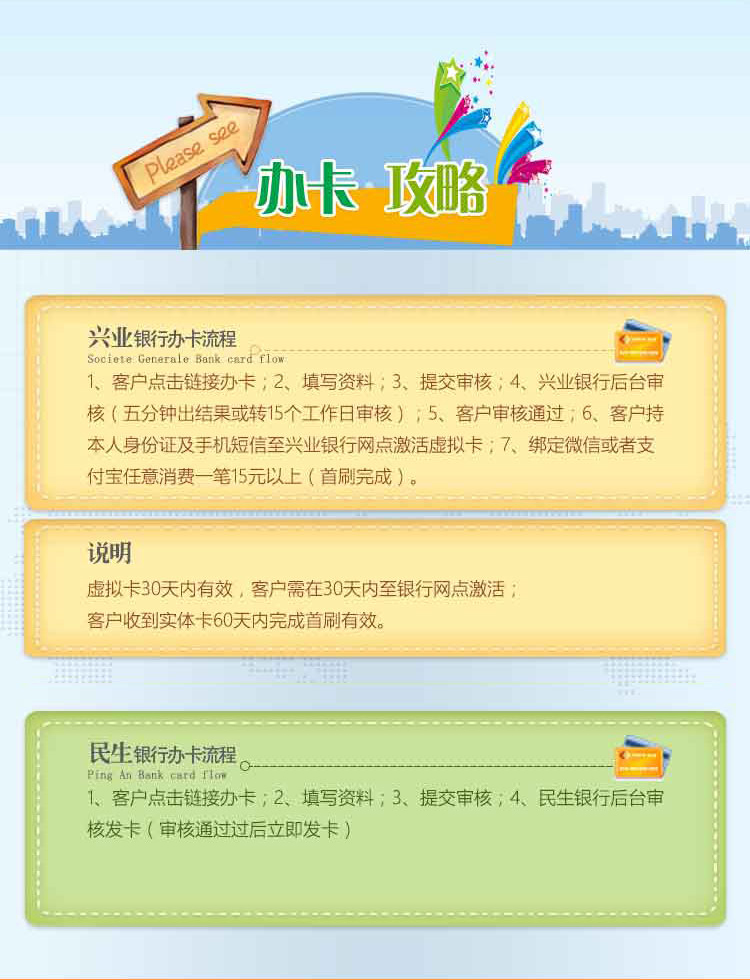 Please see
办卡 攻略
兴业银行办卡流程
Societe Generale Bank card flow
1、客户点击链接办卡；2、填写资料；3、提交审核；4、兴业银行后台审
核（五分钟出结果或转15个工作日审核）；5、客户审核通过；6、客户持
本人身份证及手机短信至兴业银行网点激活虚拟卡；7、绑定微信或者支
付宝任意消费一笔15元以上（首刷完成）。
说明
虚拟卡30天内有效，客户需在30天内至银行网点激活；
客户收到实体卡60天内完成首刷有效。
民生银行办卡流程
Ping An Bank card flow
1、客户点击链接办卡；2、填写资料；3、提交审核；4、民生银行后台审
核发卡（审核通过过后立即发卡）